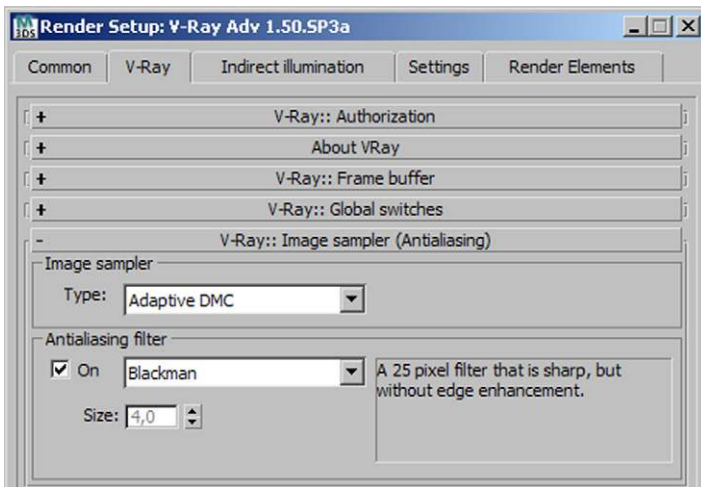 M 3DS Render Setup: V-Ray Adv 1.50.SP3a
Common V-Ray Indirect illumination Settings Render Elements
+ V-Ray:: Authorization
+ About VRay
+ V-Ray:: Frame buffer
+ V-Ray:: Global switches
- V-Ray:: Image sampler (Antialiasing)
Image sampler
Type: Adaptive DMC
Antialiasing filter
On Blackman
A 25 pixel filter that is sharp, but
without edge enhancement.
Size: 4,0